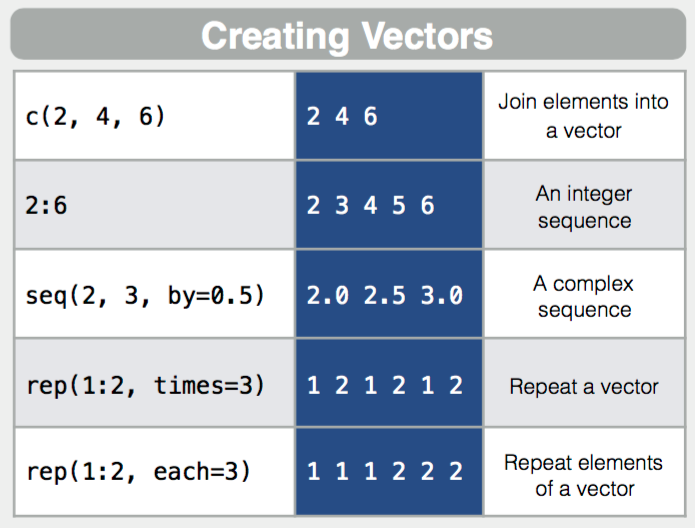 Creating Vectors
c(2, 4, 6)
2 4 6
Join elements into
a vector
2:6
2 3 4 5 6
An integer
sequence
seq(2, 3, by=0.5)
2.0 2.5 3.0
A complex
sequence
rep(1:2, times=3)
1 2 1 2 1 2
Repeat a vector
rep(1:2, each=3)
1 1 1 2 2 2
Repeat elements
of a vector